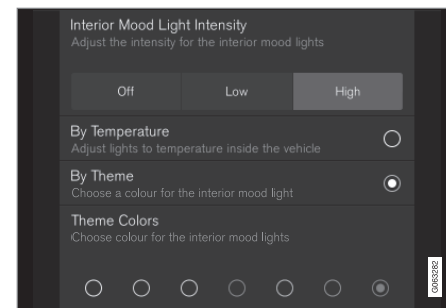 Interior Mood Light Intensity
Adjust the intensity for the interior mood lights
Off Low High
By Temperature
Adjust lights to temperature inside the vehicle
By Theme
Choose a colour for the interior mood light
Theme Colors
Choose colour for the interior mood lights
G063282